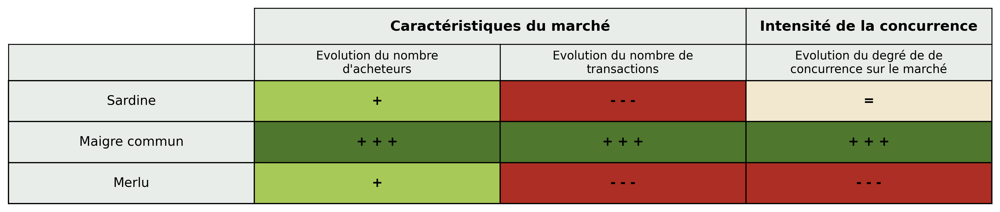 Caractéristiques du marché
Intensité de la concurrence
Evolution du nombre
d'acheteurs
Evolution du nombre de
transactions
Evolution du degré de de
concurrence sur le marché
Sardine
+
- - -
=
Maigre commun
+ + +
+ + +
+ + +
Merlu
+
- - -
- - -